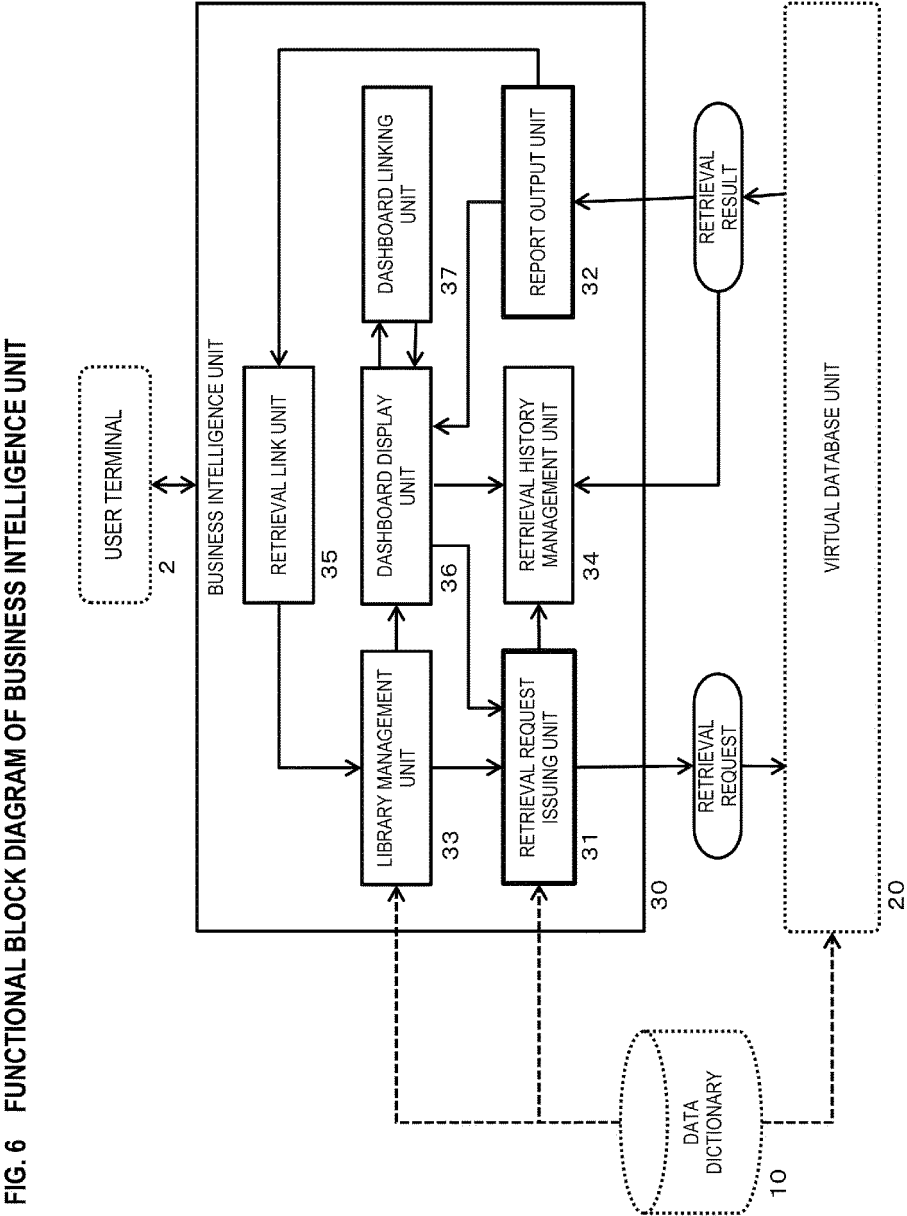 FIG. 6 FUNCTIONAL BLOCK DIAGRAM OF BUSINESS INTELLIGENCE UNIT
USER TERMINAL
2
BUSINESS INTELLIGENCE UNIT
RETRIEVAL LINK UNIT
35
LIBRARY MANAGEMENT
UNIT
33
DASHBOARD DISPLAY
UNIT
36
DASHBOARD LINKING
UNIT
37
RETRIEVAL REQUEST
ISSUING UNIT
31
RETRIEVAL HISTORY
MANAGEMENT UNIT
34
REPORT OUTPUT UNIT
32
30
RETRIEVAL
REQUEST
RETRIEVAL
RESULT
DATA
DICTIONARY
10
VIRTUAL DATABASE UNIT
20